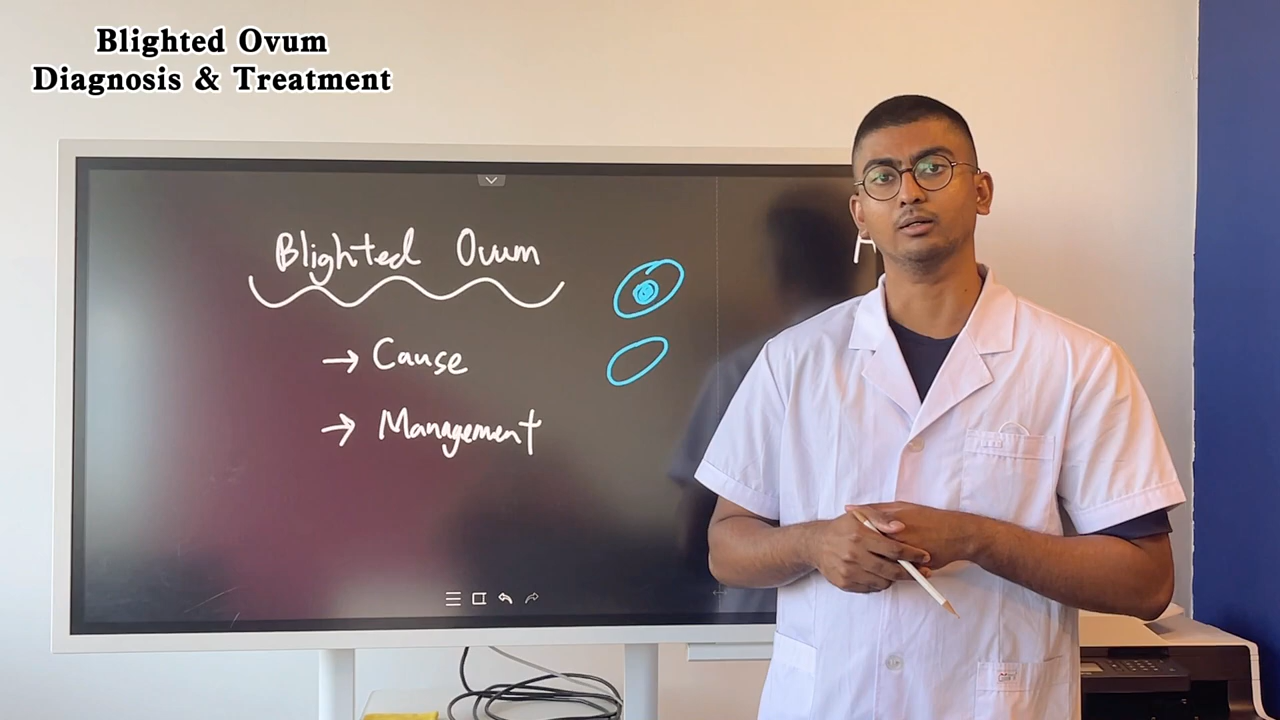 Blighted Ovum
Diagnosis & Treatment
Blighted Ovum
→ Cause
→ Management